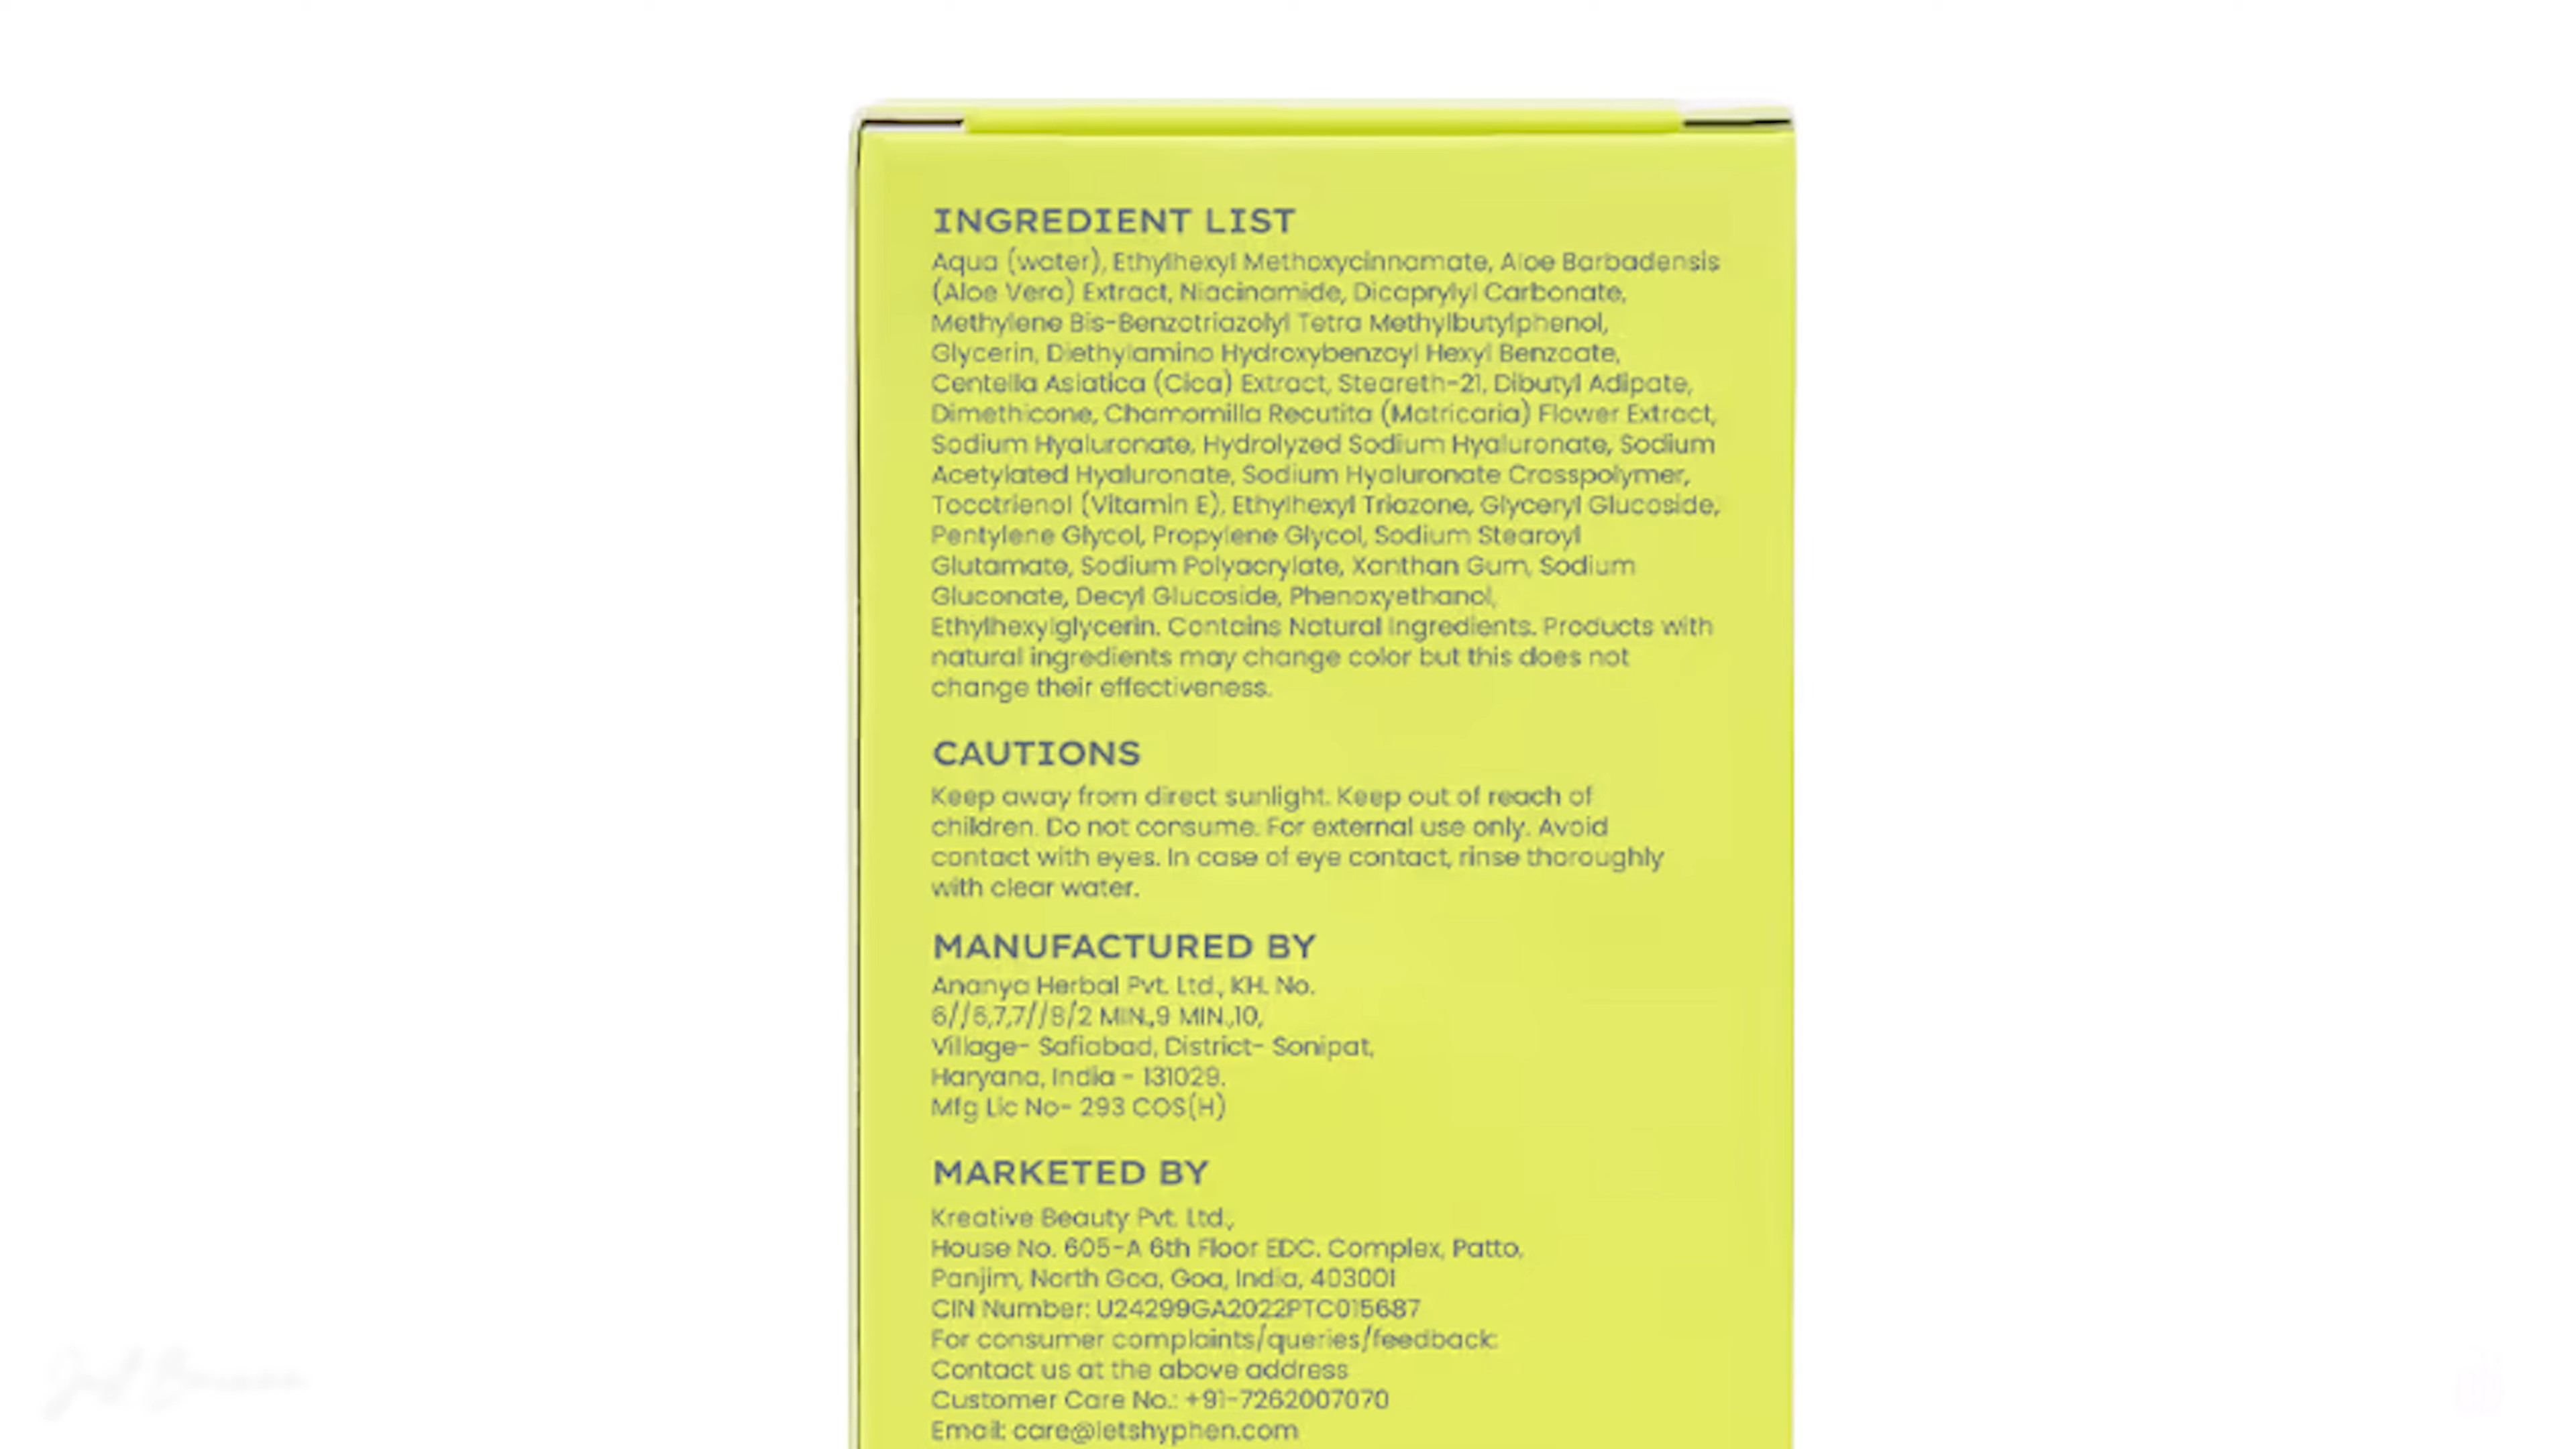 INGREDIENT LIST
Aqua (water), Ethylhexyl Methoxycinnamate, Aloe Barbadensis
(Aloe Vera) Extract, Niacinamide, Dicaprylyl Carbonate,
Methylene Bis-Benzotriazolyl Tetra Methylbutylphenol,
Glycerin, Diethylamino Hydroxybenzoyl Hexyl Benzoate,
Centella Asiatica (Cica) Extract, Steareth-21, Dibutyl Adipate,
Dimethicone, Chamomilla Recutita (Matricaria) Flower Extract,
Sodium Hyaluronate, Hydrolyzed Sodium Hyaluronate, Sodium
Acetylated Hyaluronate, Sodium Hyaluronate Crosspolymer,
Tocotrienol (Vitamin E), Ethylhexyl Triazone, Glyceryl Glucoside,
Pentylene Glycol, Propylene Glycol, Sodium Stearoyl
Glutamate, Sodium Polyacrylate, Xanthan Gum, Sodium
Gluconate, Decyl Glucoside, Phenoxyethanol,
Ethylhexylglycerin. Contains Natural Ingredients. Products with
natural ingredients may change color but this does not
change their effectiveness.
CAUTIONS
Keep away from direct sunlight. Keep out of reach of
children. Do not consume. For external use only. Avoid
contact with eyes. In case of eye contact, rinse thoroughly
with clear water.
MANUFACTURED BY
Ananya Herbal Pvt. Ltd., KH. No.
6//6,7,7//8/2 MIN.,9 MIN.,10,
Village- Safiabad, District- Sonipat,
Haryana, India - 131029.
Mfg Lic No- 293 COS(H)
MARKETED BY
Kreative Beauty Pvt. Ltd.,
House No. 605-A 6th Floor EDC. Complex, Patto,
Panjim, North Goa, Goa, India, 403001
CIN Number: U24299GA2022PTC015687
For consumer complaints/queries/feedback:
Contact us at the above address
Customer Care No.: +91-7262007070
Email: care@letshyphen.com